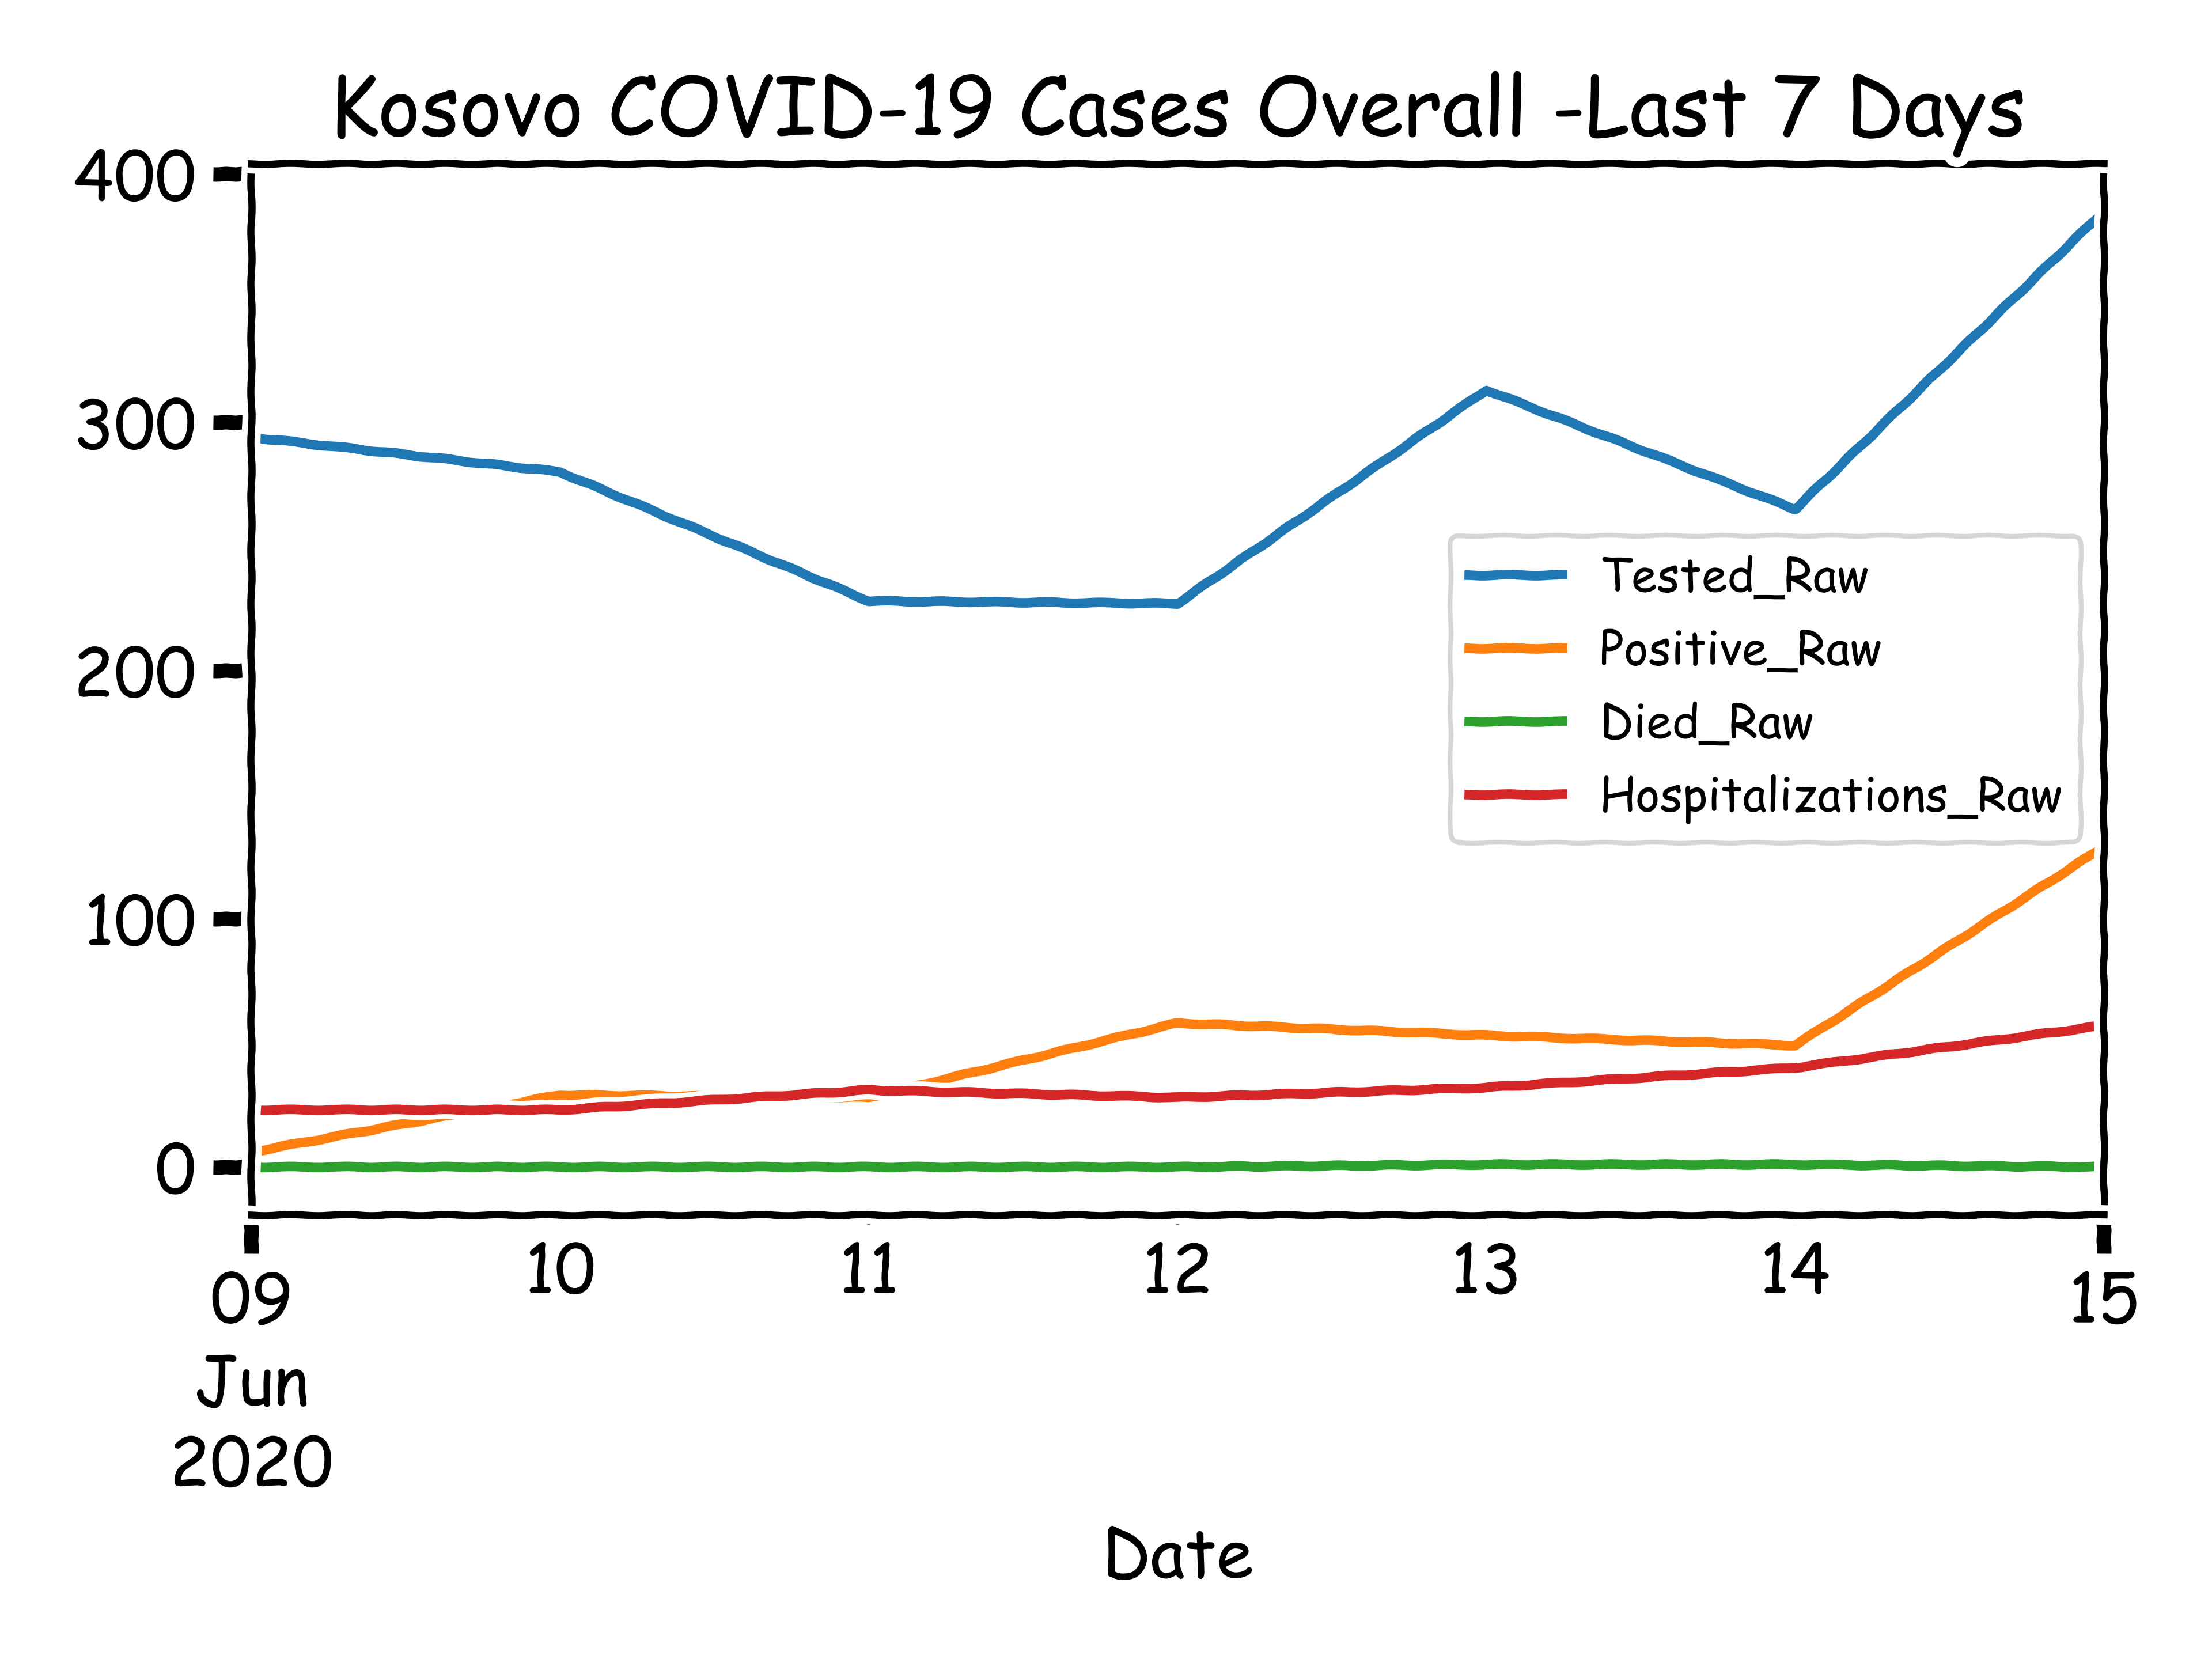 Kosovo COVID-19 Cases Overall -Last 7 Days
400
300
200
100
0
Tested_Raw
Positive_Raw
Died_Raw
Hospitalizations_Raw
09 10 11 12 13 14 15
Jun
2020
Date